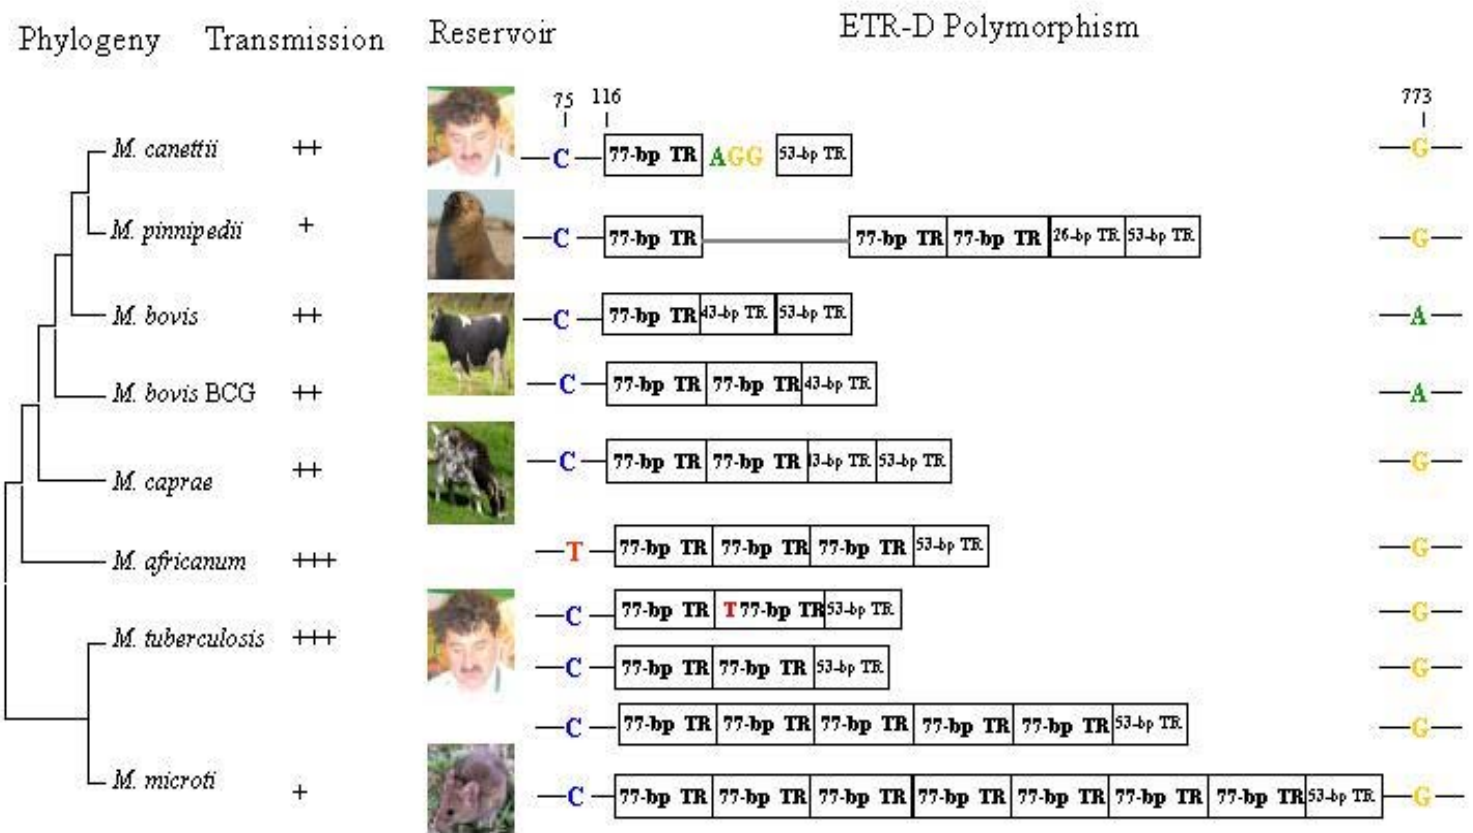 Phylogeny Transmission Reservoir ETR-D Polymorphism
75 116 773
M. canettii ++ C 77-bp TR AGG 53-bp TR G
M. pinnipedii + C 77-bp TR 77-bp TR 77-bp TR 26-bp TR 53-bp TR G
M. bovis ++ C 77-bp TR 43-bp TR 53-bp TR A
M. bovis BCG ++ C 77-bp TR 77-bp TR 43-bp TR A
M. caprae ++ C 77-bp TR 77-bp TR 3-bp TR 53-bp TR G
M. africanum +++ T 77-bp TR 77-bp TR 77-bp TR 53-bp TR G
C 77-bp TR T 77-bp TR 53-bp TR G
M. tuberculosis +++
C 77-bp TR 77-bp TR 53-bp TR G
C 77-bp TR 77-bp TR 77-bp TR 77-bp TR 77-bp TR 53-bp TR G
M. microti + C 77-bp TR 77-bp TR 77-bp TR 77-bp TR 77-bp TR 77-bp TR 77-bp TR 53-bp TR G